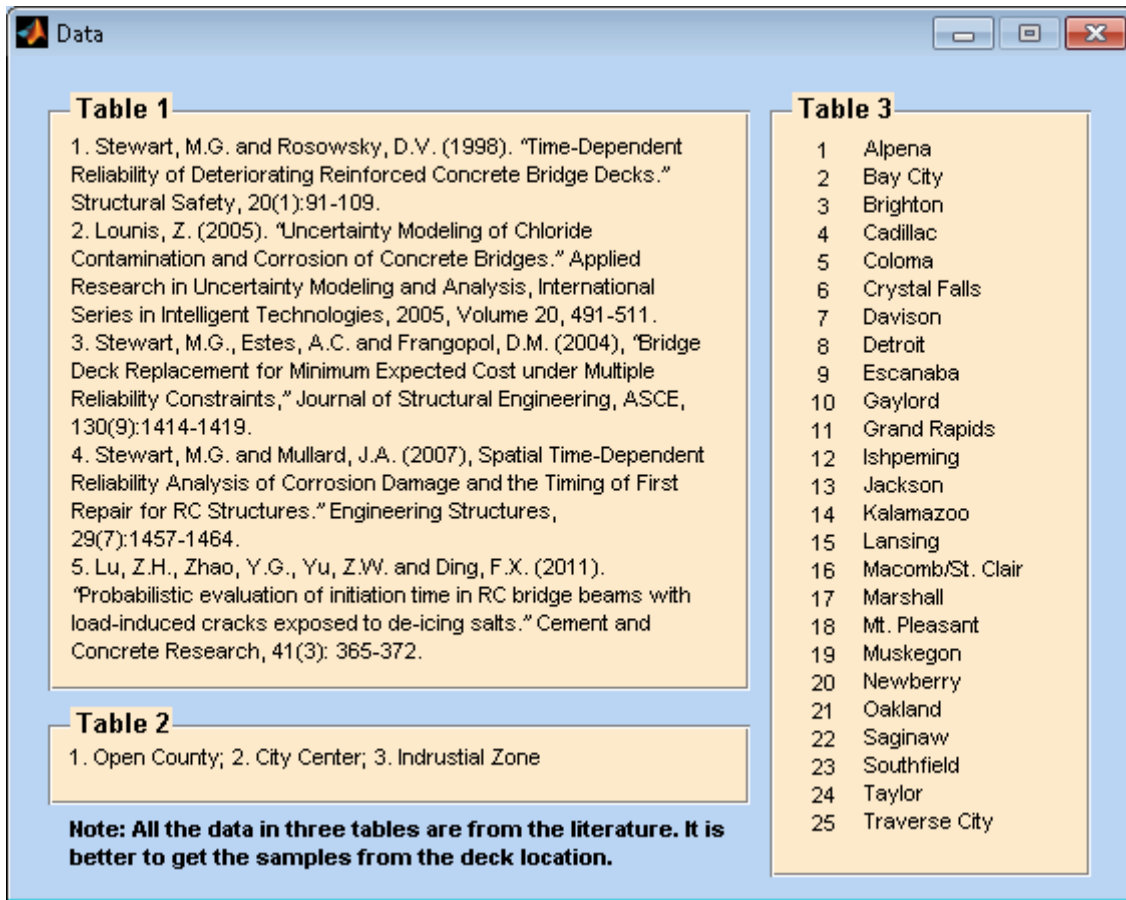 Data
Table 1
1. Stewart, M.G. and Rosowsky, D.V. (1998). "Time-Dependent
Reliability of Deteriorating Reinforced Concrete Bridge Decks."
Structural Safety, 20(1):91-109.
2. Lounis, Z. (2005). "Uncertainty Modeling of Chloride
Contamination and Corrosion of Concrete Bridges." Applied
Research in Uncertainty Modeling and Analysis, International
Series in Intelligent Technologies, 2005, Volume 20, 491-511.
3. Stewart, M.G., Estes, A.C. and Frangopol, D.M. (2004), "Bridge
Deck Replacement for Minimum Expected Cost under Multiple
Reliability Constraints," Journal of Structural Engineering, ASCE,
130(9):1414-1419.
4. Stewart, M.G. and Mullard, J.A. (2007), Spatial Time-Dependent
Reliability Analysis of Corrosion Damage and the Timing of First
Repair for RC Structures." Engineering Structures,
29(7):1457-1464.
5. Lu, Z.H., Zhao, Y.G., Yu, Z.W. and Ding, F.X. (2011).
"Probabilistic evaluation of initiation time in RC bridge beams with
load-induced cracks exposed to de-icing salts." Cement and
Concrete Research, 41(3): 365-372.
Table 2
1. Open County; 2. City Center; 3. Indrustial Zone
Note: All the data in three tables are from the literature. It is
better to get the samples from the deck location.
Table 3
1 Alpena
2 Bay City
3 Brighton
4 Cadillac
5 Coloma
6 Crystal Falls
7 Davison
8 Detroit
9 Escanaba
10 Gaylord
11 Grand Rapids
12 Ishpeming
13 Jackson
14 Kalamazoo
15 Lansing
16 Macomb/St. Clair
17 Marshall
18 Mt. Pleasant
19 Muskegon
20 Newberry
21 Oakland
22 Saginaw
23 Southfield
24 Taylor
25 Traverse City